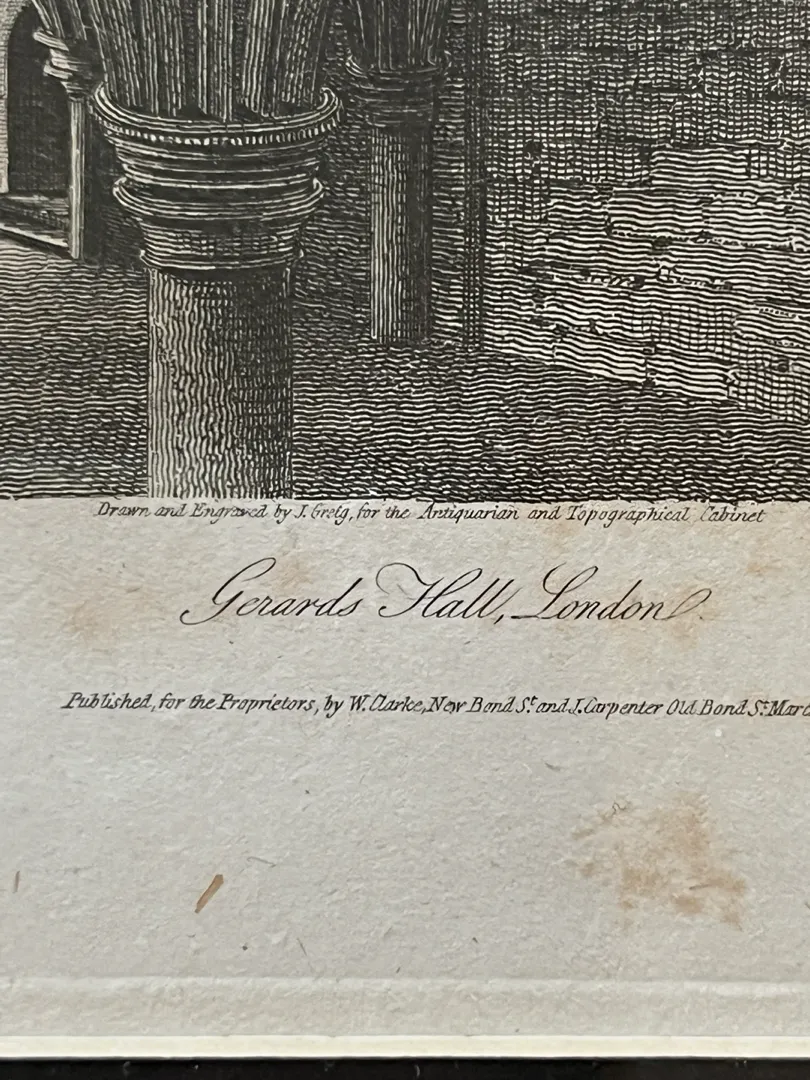 Drawn and Engraved by J. Greig, for the Antiquarian and Topographical Cabinet
Gerards Hall, London.
Published, for the Proprietors, by W. Clarke, New Bond St. and J. Carpenter Old Bond St. Marc